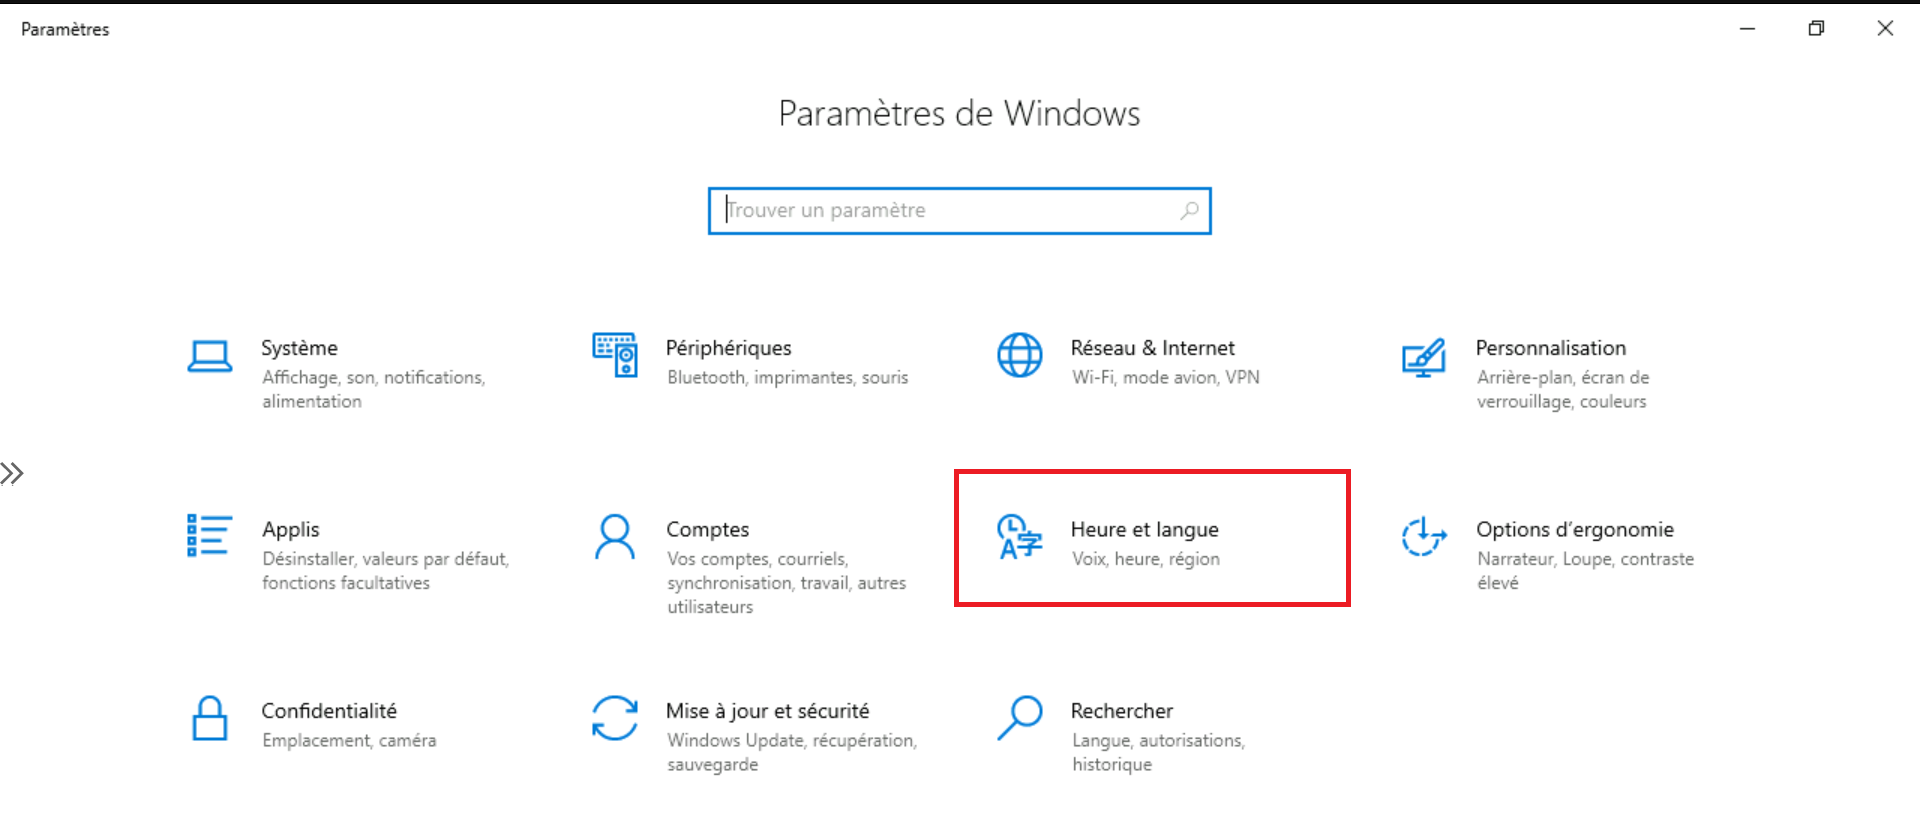 Paramètres
Paramètres de Windows
Trouver un paramètre
Système
Affichage, son, notifications,
alimentation
Périphériques
Bluetooth, imprimantes, souris
Réseau & Internet
Wi-Fi, mode avion, VPN
Personnalisation
Arrière-plan, écran de
verrouillage, couleurs
Applis
Désinstaller, valeurs par défaut,
fonctions facultatives
Comptes
Vos comptes, courriels,
synchronisation, travail, autres
utilisateurs
Heure et langue
Voix, heure, région
Options d’ergonomie
Narrateur, Loupe, contraste
élevé
Confidentialité
Emplacement, caméra
Mise à jour et sécurité
Windows Update, récupération,
sauvegarde
Rechercher
Langue, autorisations,
historique